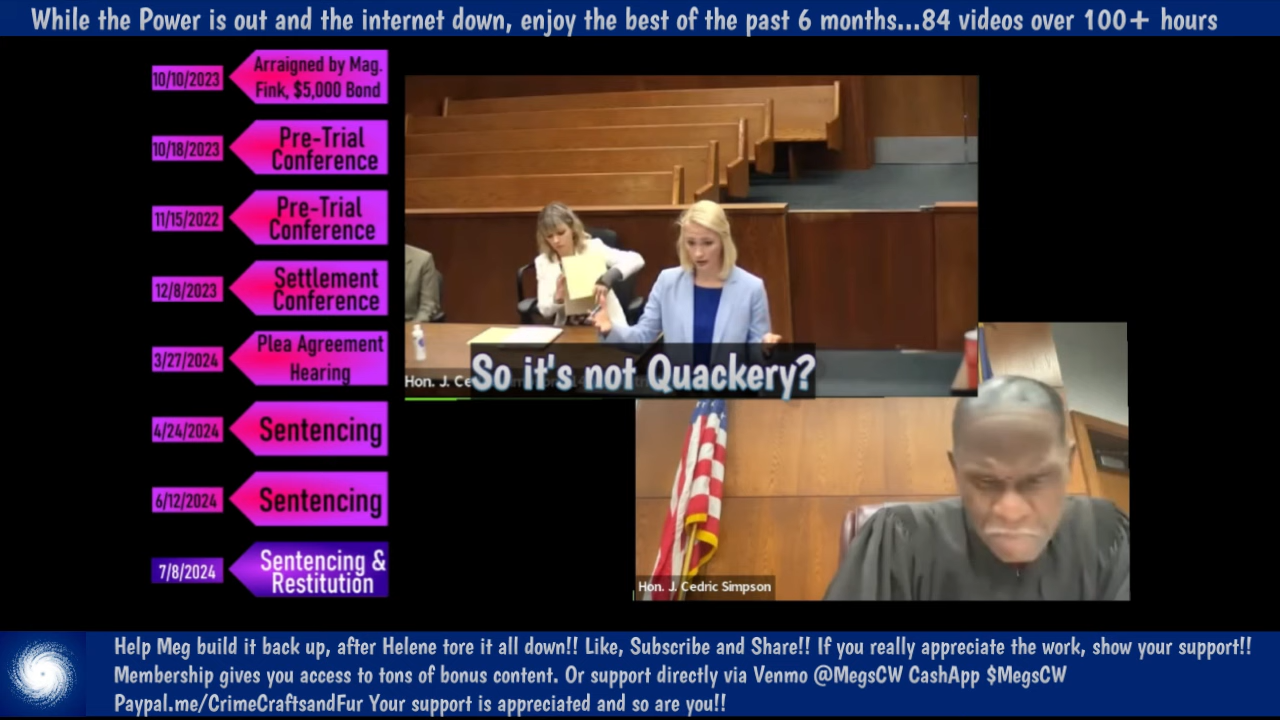 While the Power is out and the internet down, enjoy the best of the past 6 months...84 videos over 100+ hours
10/10/2023
Arraigned by Mag.
Fink, $5,000 Bond
10/18/2023
Pre-Trial
Conference
11/15/2022
Pre-Trial
Conference
12/8/2023
Settlement
Conference
3/27/2024
Plea Agreement
Hearing
4/24/2024
Sentencing
6/12/2024
Sentencing
7/8/2024
Sentencing &
Restitution
Hon. J. Ce
So it's not Quackery?
Hon. J. Cedric Simpson
Help Meg build it back up, after Helene tore it all down!! Like, Subscribe and Share!! If you really appreciate the work, show your support!!
Membership gives you access to tons of bonus content. Or support directly via Venmo @MegsCW CashApp $MegsCW
Paypal.me/CrimeCraftsandFur Your support is appreciated and so are you!!